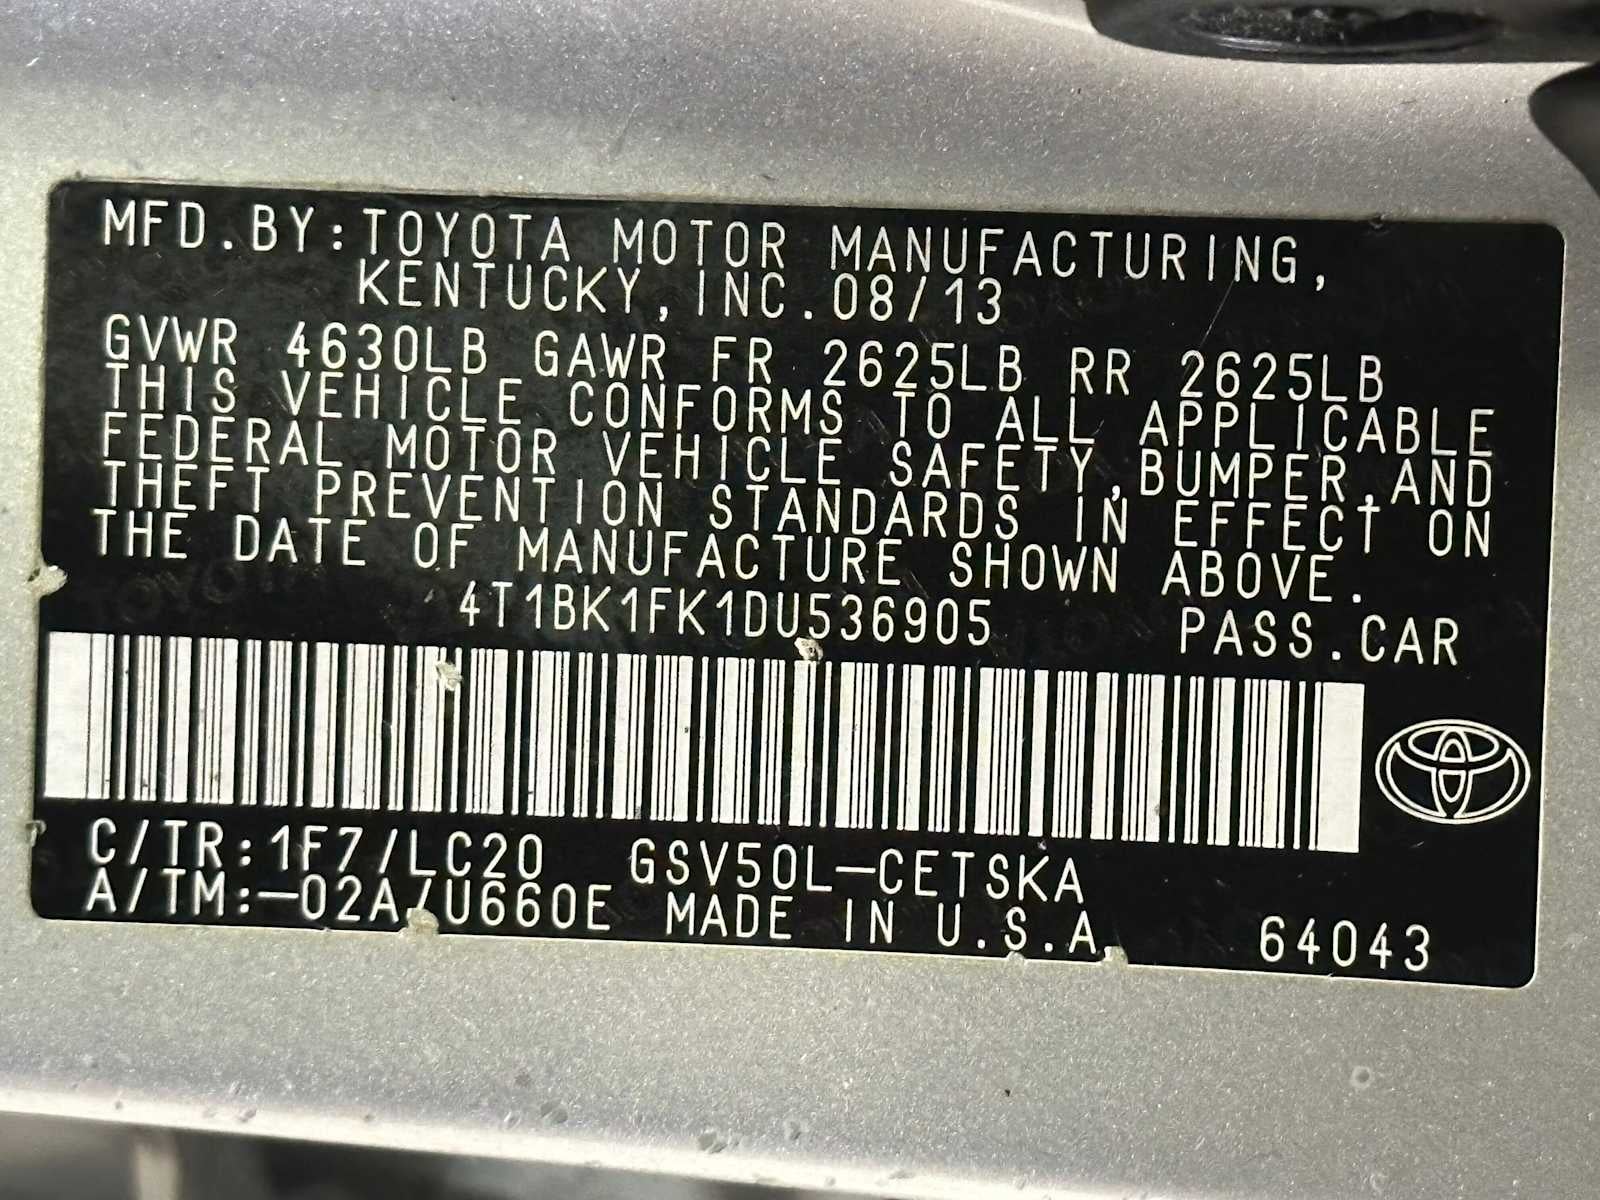 MFD.BY:TOYOTA MOTOR MANUFACTURING,
KENTUCKY,INC.08/13
GVWR 4630LB GAWR FR 2625LB RR 2625LB
THIS VEHICLE CONFORMS TO ALL APPLICABLE
FEDERAL MOTOR VEHICLE SAFETY,BUMPER,AND
THEFT PREVENTION STANDARDS IN EFFECT ON
THE DATE OF MANUFACTURE SHOWN ABOVE.
4T1BK1FK1DU536905 PASS.CAR
C/TR:1F7/LC20 GSV50L-CETSKA
A/TM:-02A/U660E MADE IN U.S.A. 64043